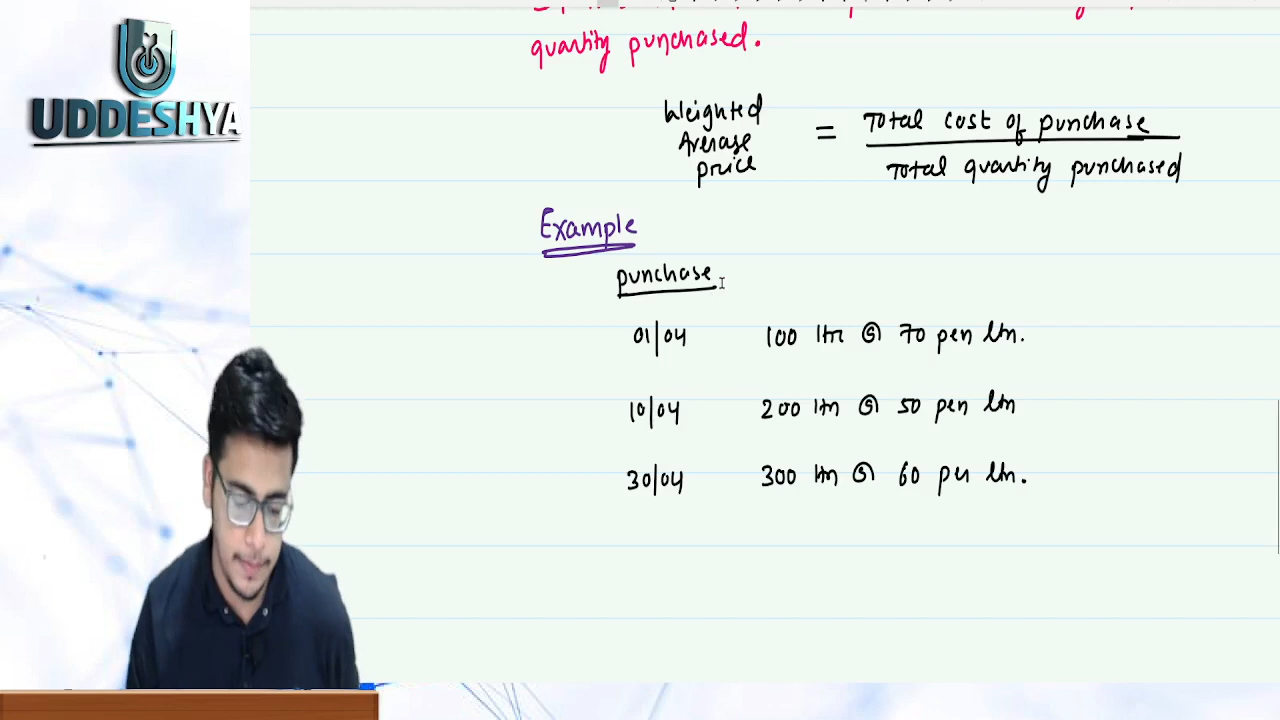 quantity purchased.
UDDESHYA
Weighted Average price = Total cost of purchase / Total quantity purchased
Example
purchase
01/04 100 ltr @ 70 per ltr.
10/04 200 ltr @ 50 per ltr
30/04 300 ltr @ 60 per ltr.